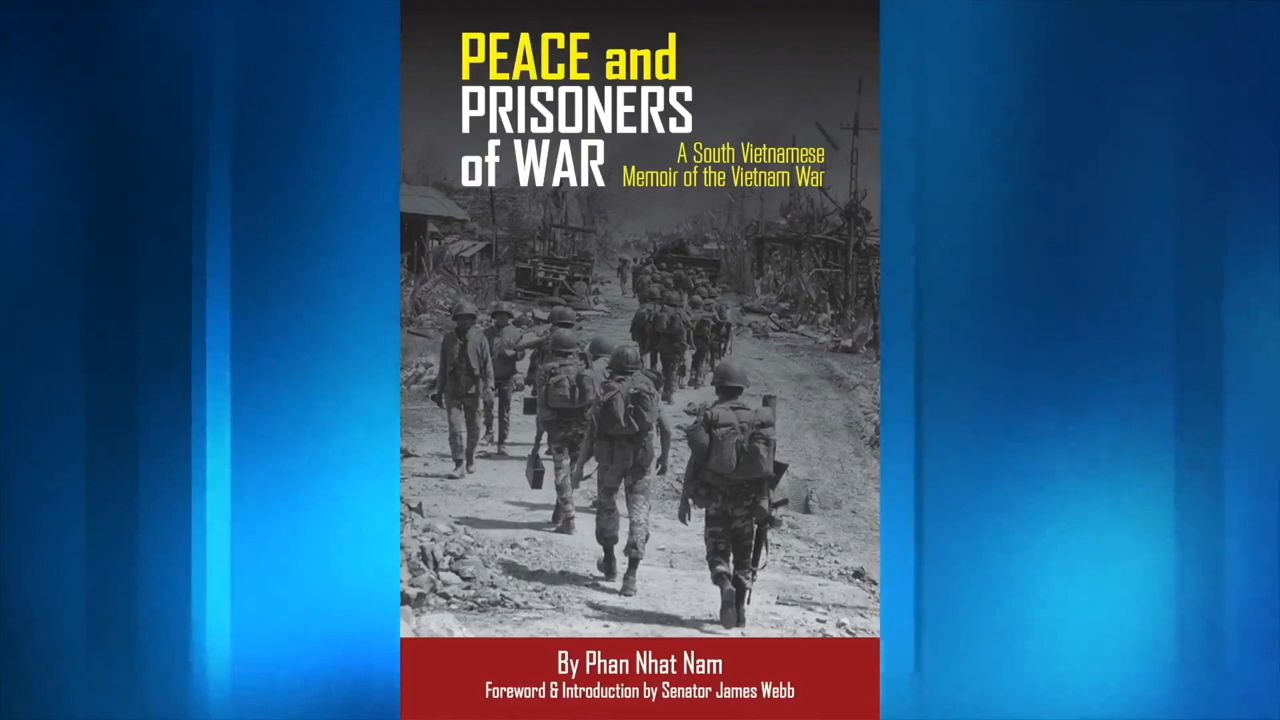 PEACE and
PRISONERS
of WAR
A South Vietnamese
Memoir of the Vietnam War
By Phan Nhat Nam
Foreword & Introduction by Senator James Webb